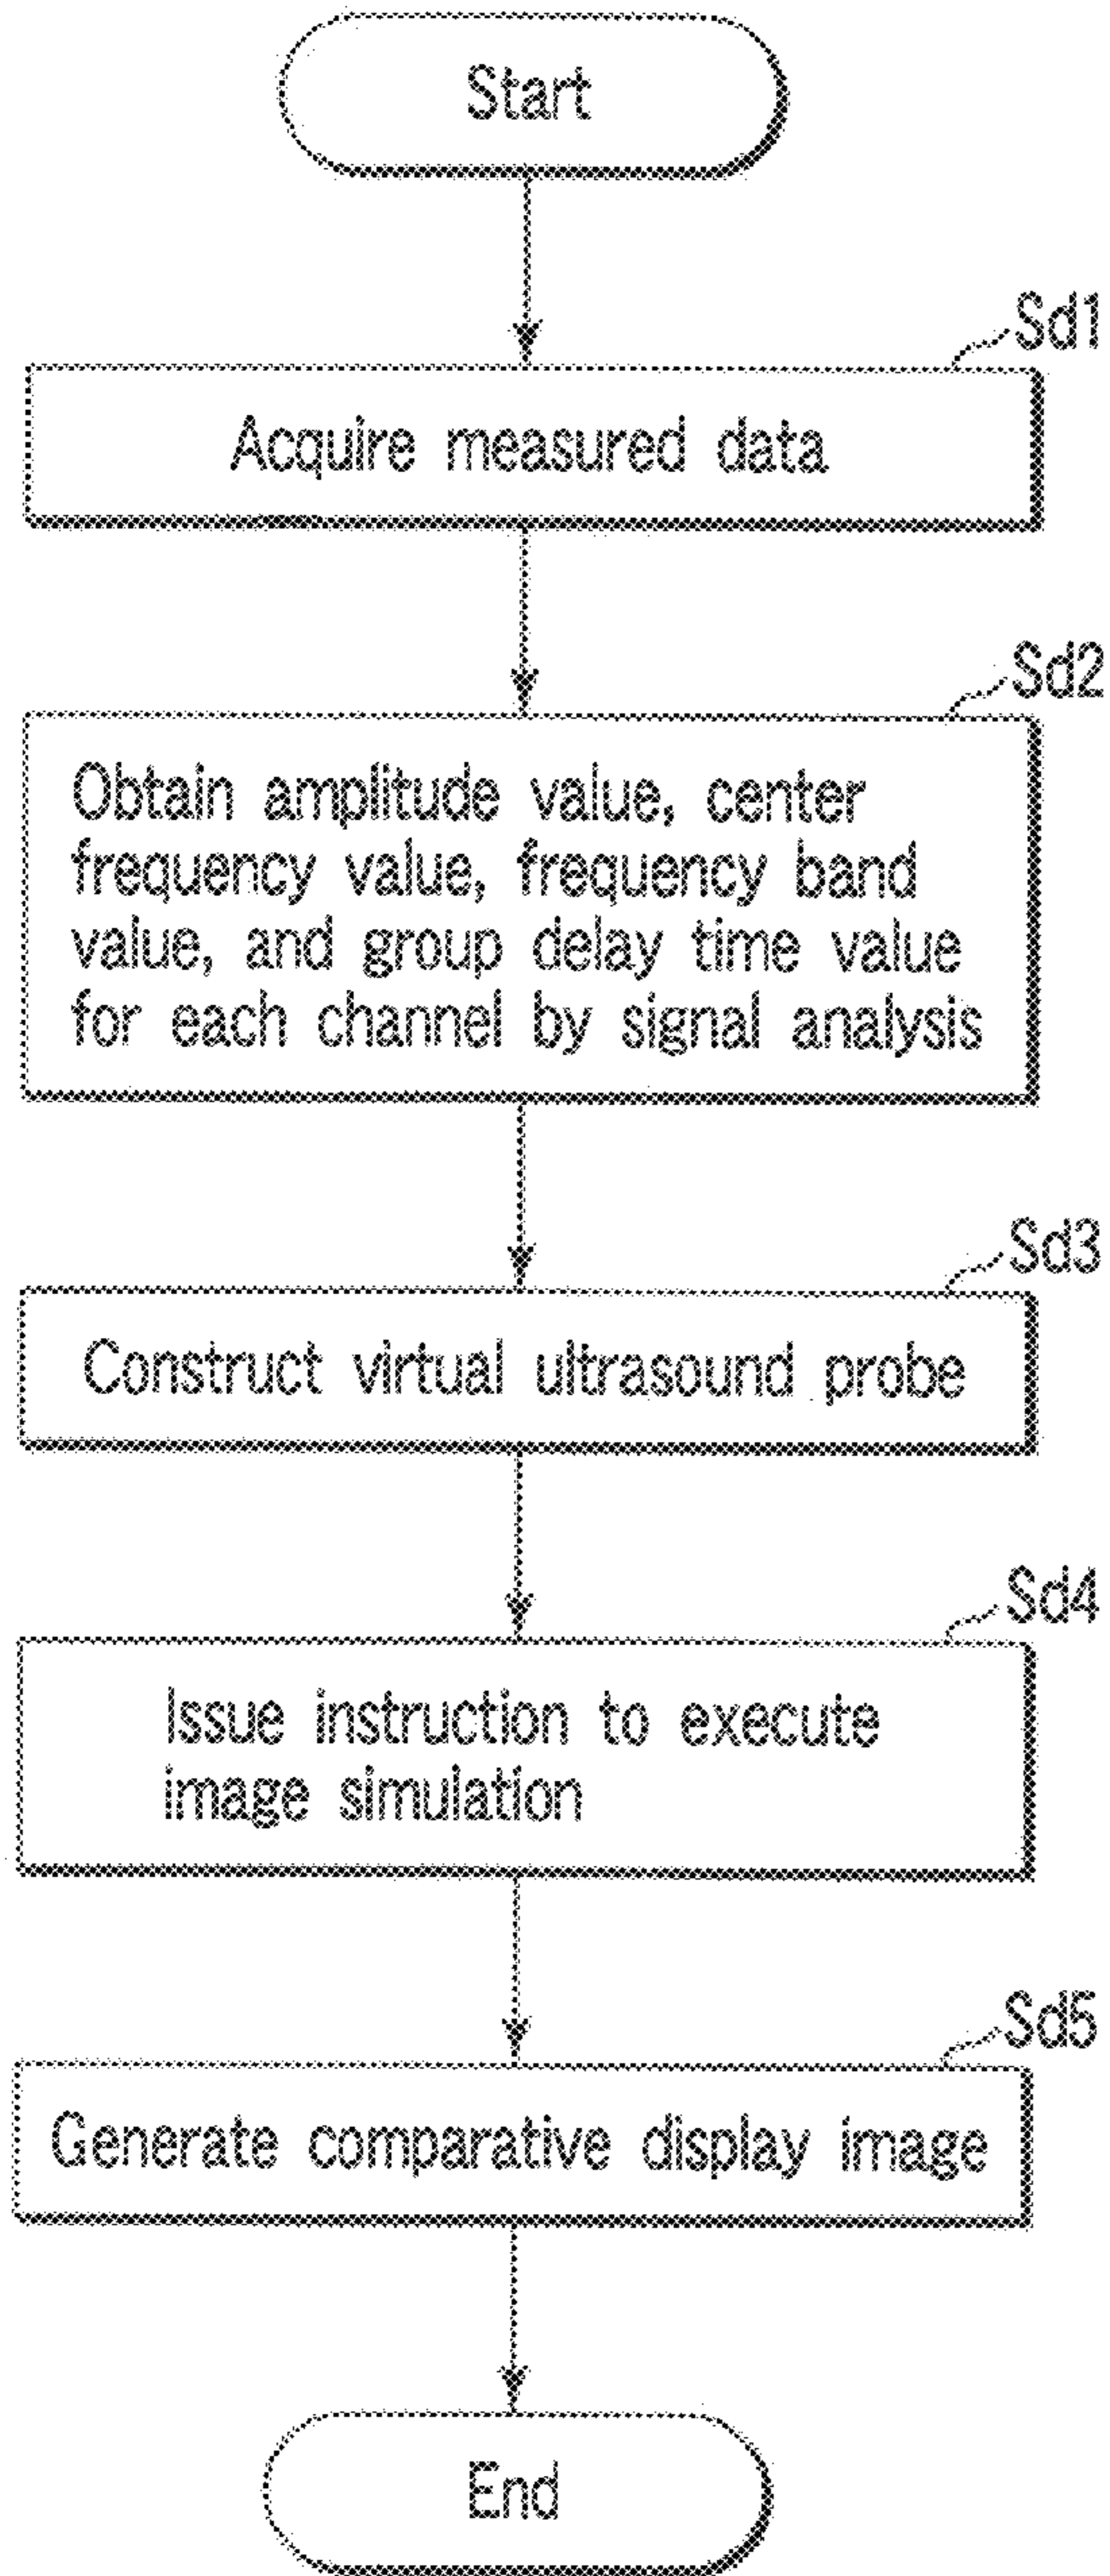 Start
Sd1
Acquire measured data
Sd2
Obtain amplitude value, center
frequency value, frequency band
value, and group delay time value
for each channel by signal analysis
Sd3
Construct virtual ultrasound probe
Sd4
Issue instruction to execute
image simulation
Sd5
Generate comparative display image
End